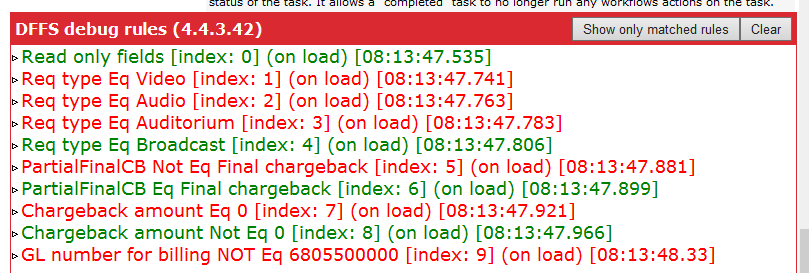 status of the task. It allows a "completed" task to no longer run any workflows actions on the task.
DFFS debug rules (4.4.3.42) Show only matched rules Clear
Read only fields [index: 0] (on load) [08:13:47.535]
Req type Eq Video [index: 1] (on load) [08:13:47.741]
Req type Eq Audio [index: 2] (on load) [08:13:47.763]
Req type Eq Auditorium [index: 3] (on load) [08:13:47.783]
Req type Eq Broadcast [index: 4] (on load) [08:13:47.806]
PartialFinalCB Not Eq Final chargeback [index: 5] (on load) [08:13:47.881]
PartialFinalCB Eq Final chargeback [index: 6] (on load) [08:13:47.899]
Chargeback amount Eq 0 [index: 7] (on load) [08:13:47.921]
Chargeback amount Not Eq 0 [index: 8] (on load) [08:13:47.966]
GL number for billing NOT Eq 6805500000 [index: 9] (on load) [08:13:48.33]